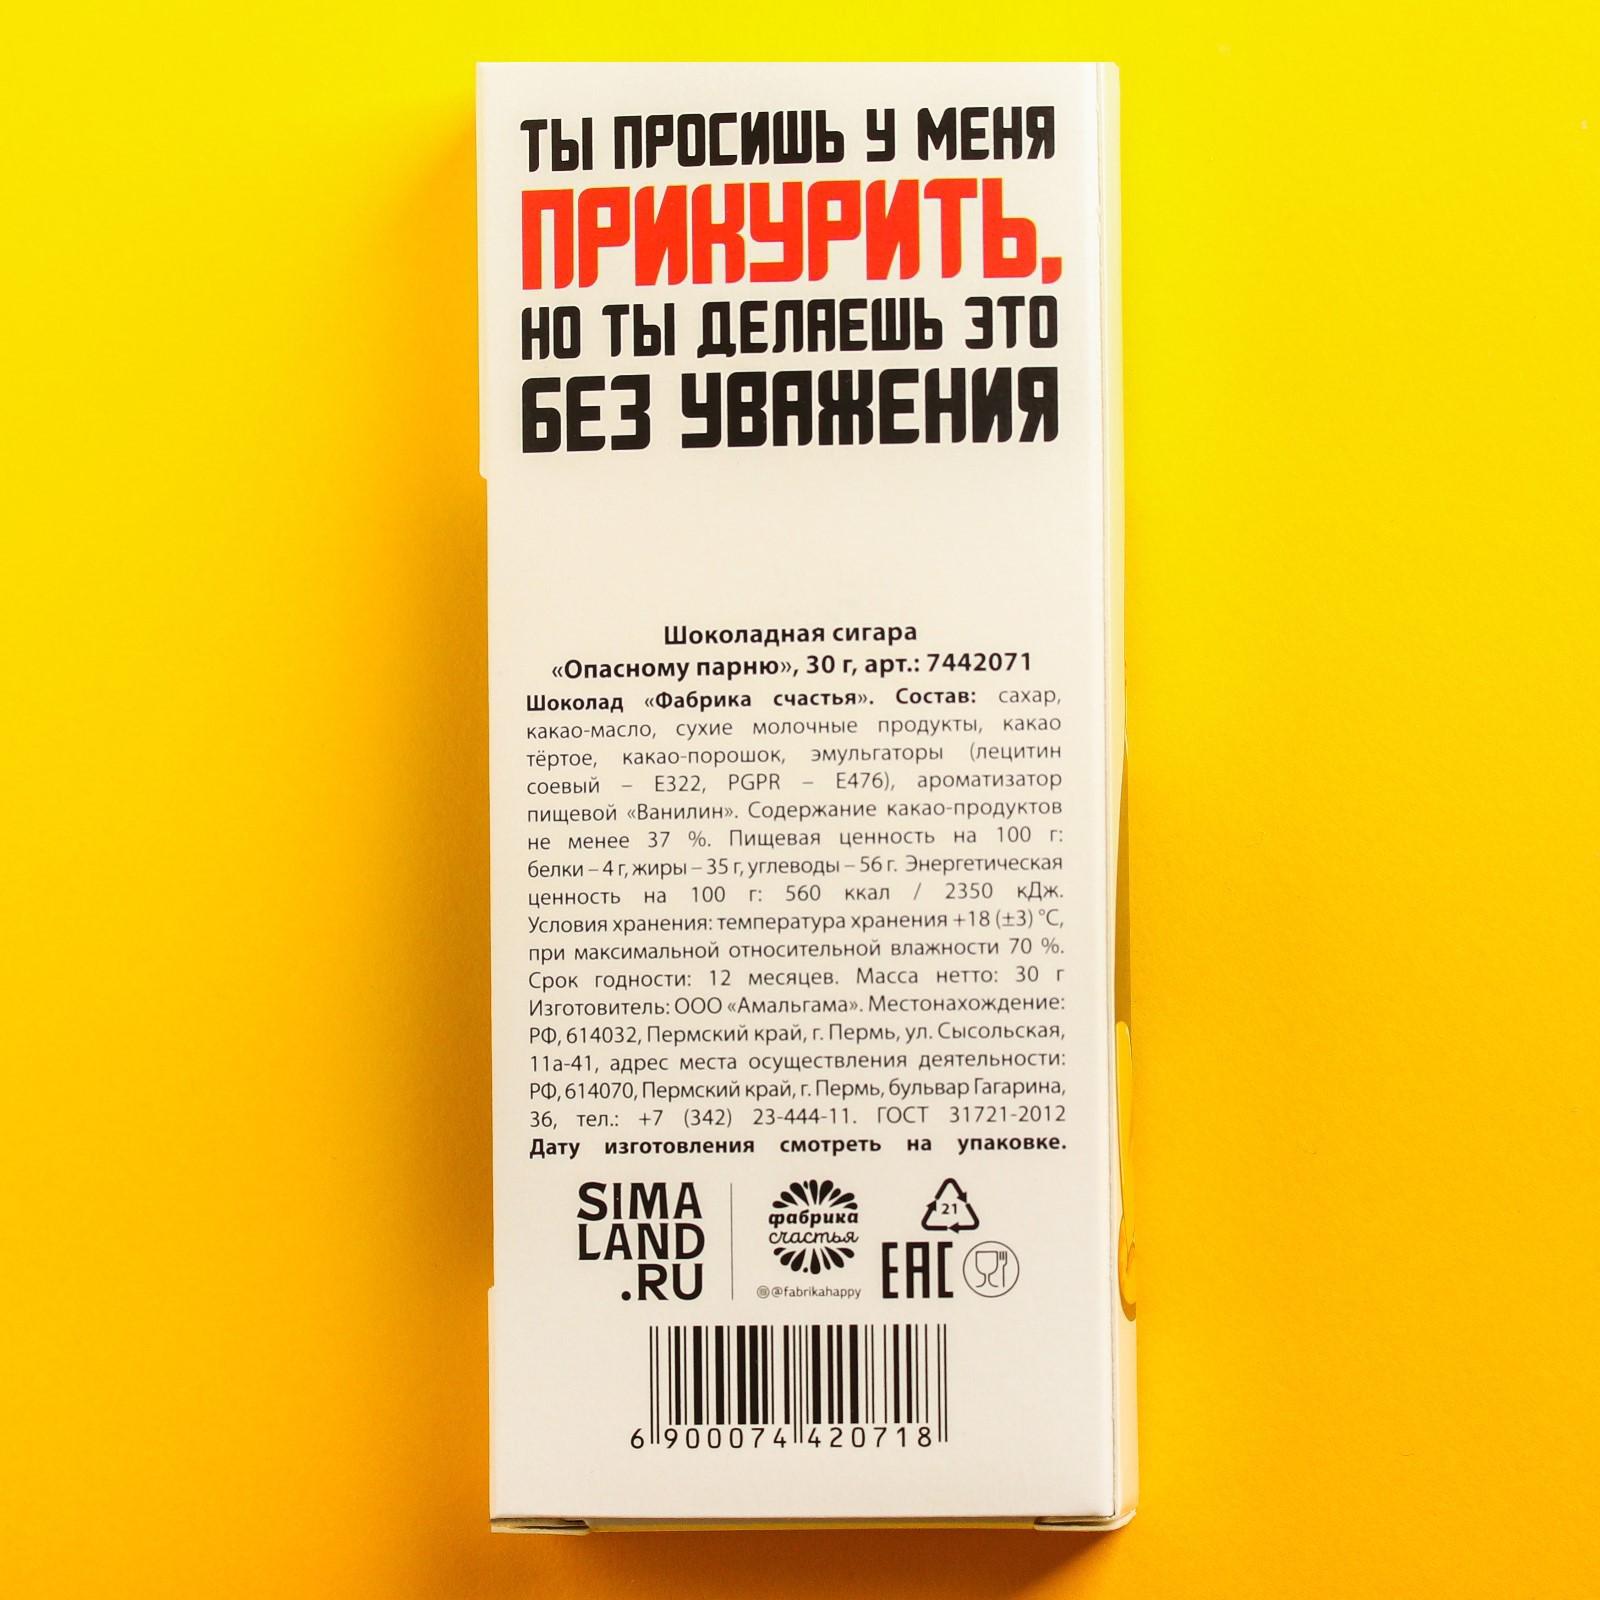 ТЫ ПРОСИШЬ У МЕНЯ
ПРИКУРИТЬ,
НО ТЫ ДЕЛАЕШЬ ЭТО
БЕЗ УВАЖЕНИЯ
Шоколадная сигара
«Опасному парню», 30 г, арт.: 7442071
Шоколад «Фабрика счастья». Состав: сахар,
какао-масло, сухие молочные продукты, какао
тёртое, какао-порошок, эмульгаторы (лецитин
соевый – Е322, PGPR – Е476), ароматизатор
пищевой «Ванилин». Содержание какао-продуктов
не менее 37 %. Пищевая ценность на 100 г:
белки – 4 г, жиры – 35 г, углеводы – 56 г. Энергетическая
ценность на 100 г: 560 ккал / 2350 кДж.
Условия хранения: температура хранения +18 (±3) °С,
при максимальной относительной влажности 70 %.
Срок годности: 12 месяцев. Масса нетто: 30 г
Изготовитель: ООО «Амальгама». Местонахождение:
РФ, 614032, Пермский край, г. Пермь, ул. Сысольская,
11а-41, адрес места осуществления деятельности:
РФ, 614070, Пермский край, г. Пермь, бульвар Гагарина,
36, тел.: +7 (342) 23-444-11. ГОСТ 31721-2012
Дату изготовления смотреть на упаковке.
SIMA
LAND
.RU
фабрика
счастья
@fabrikahappy
21
EAC
6 900074 420718